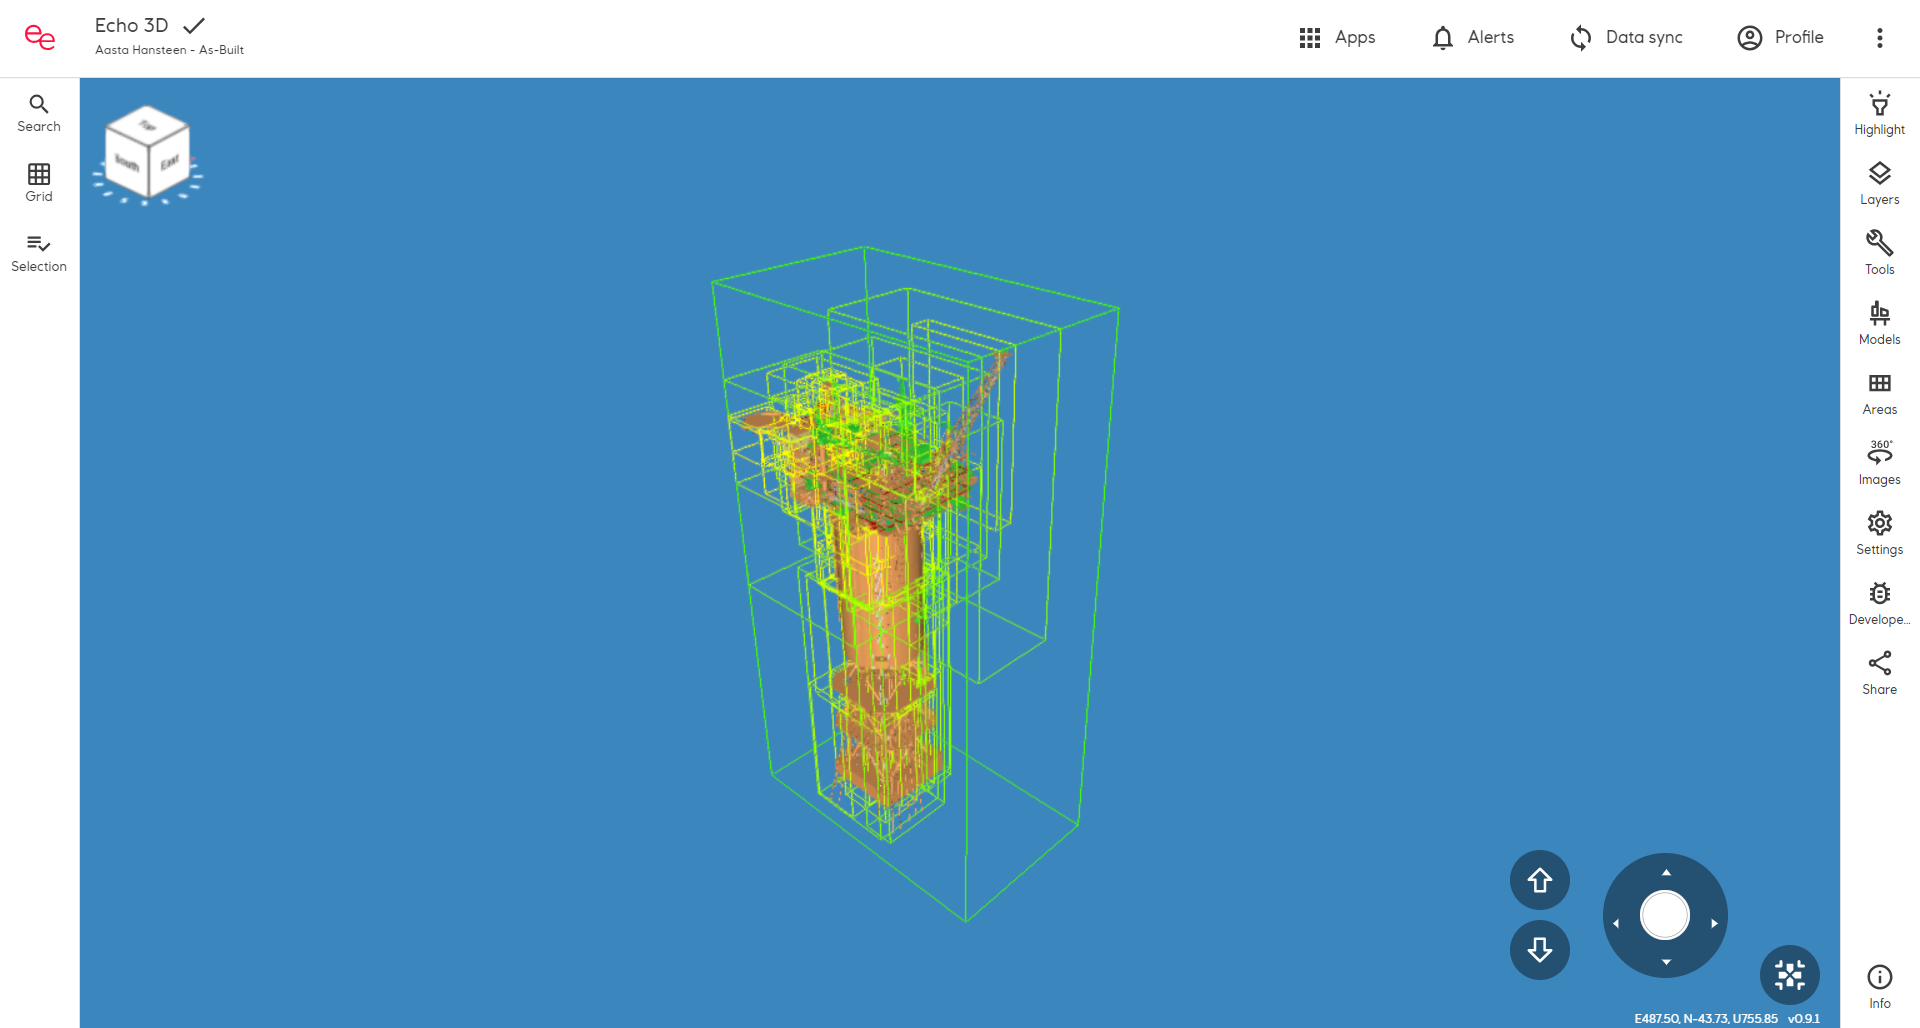 Echo 3D
Aasta Hansteen - As-Built
Apps
Alerts
Data sync
Profile
Search
Grid
Selection
Top
South
East
Highlight
Layers
Tools
Models
Areas
360°
Images
Settings
Develope...
Share
Info
E487.50, N-43.73, U755.85 v0.9.1